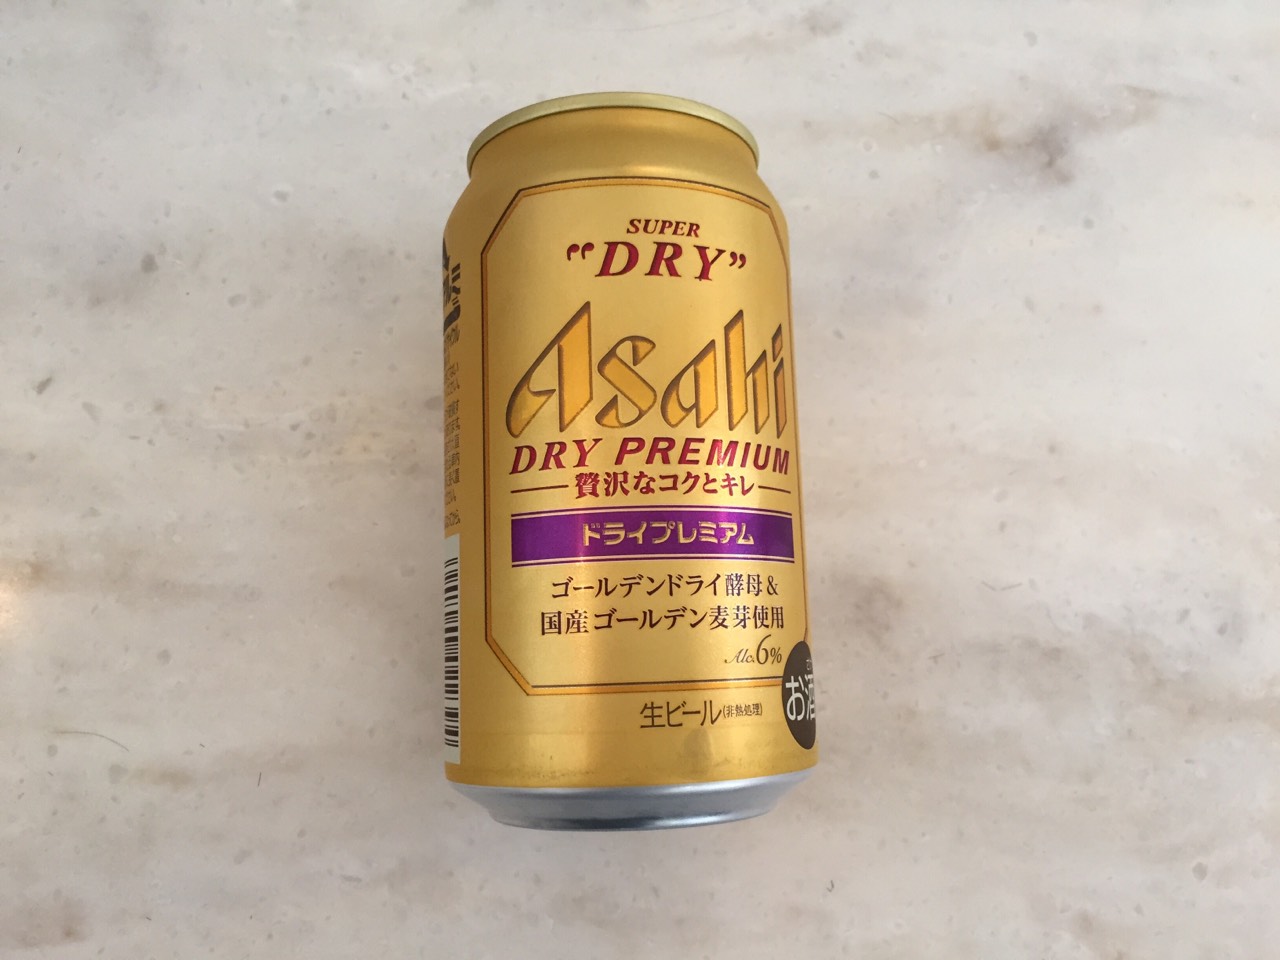 SUPER
“DRY”
Asahi
DRY PREMIUM
贅沢なコクとキレ
ドライプレミアム
ゴールデンドライ酵母&
国産ゴールデン麦芽使用
Alc.6%
お酒
生ビール(非熱処理)